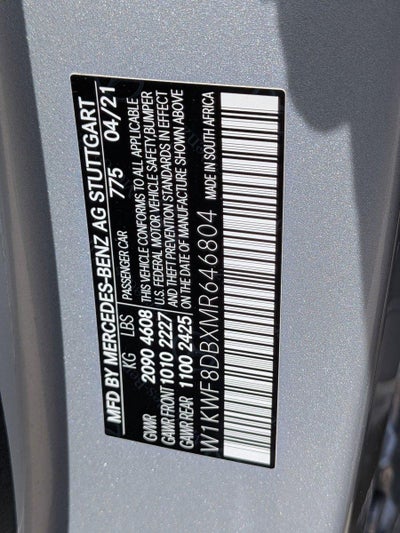 MFD BY MERCEDES-BENZ AG STUTTGART
775 04/21
KG LBS PASSENGER CAR
GVWR 2090 4608
GAWR FRONT 1010 2227
GAWR REAR 1100 2425
THIS VEHICLE CONFORMS TO ALL APPLICABLE
U.S. FEDERAL MOTOR VEHICLE SAFETY, BUMPER
AND THEFT PREVENTION STANDARDS IN EFFECT
ON THE DATE OF MANUFACTURE SHOWN ABOVE
W1KWF8DBXMR646804 MADE IN SOUTH AFRICA